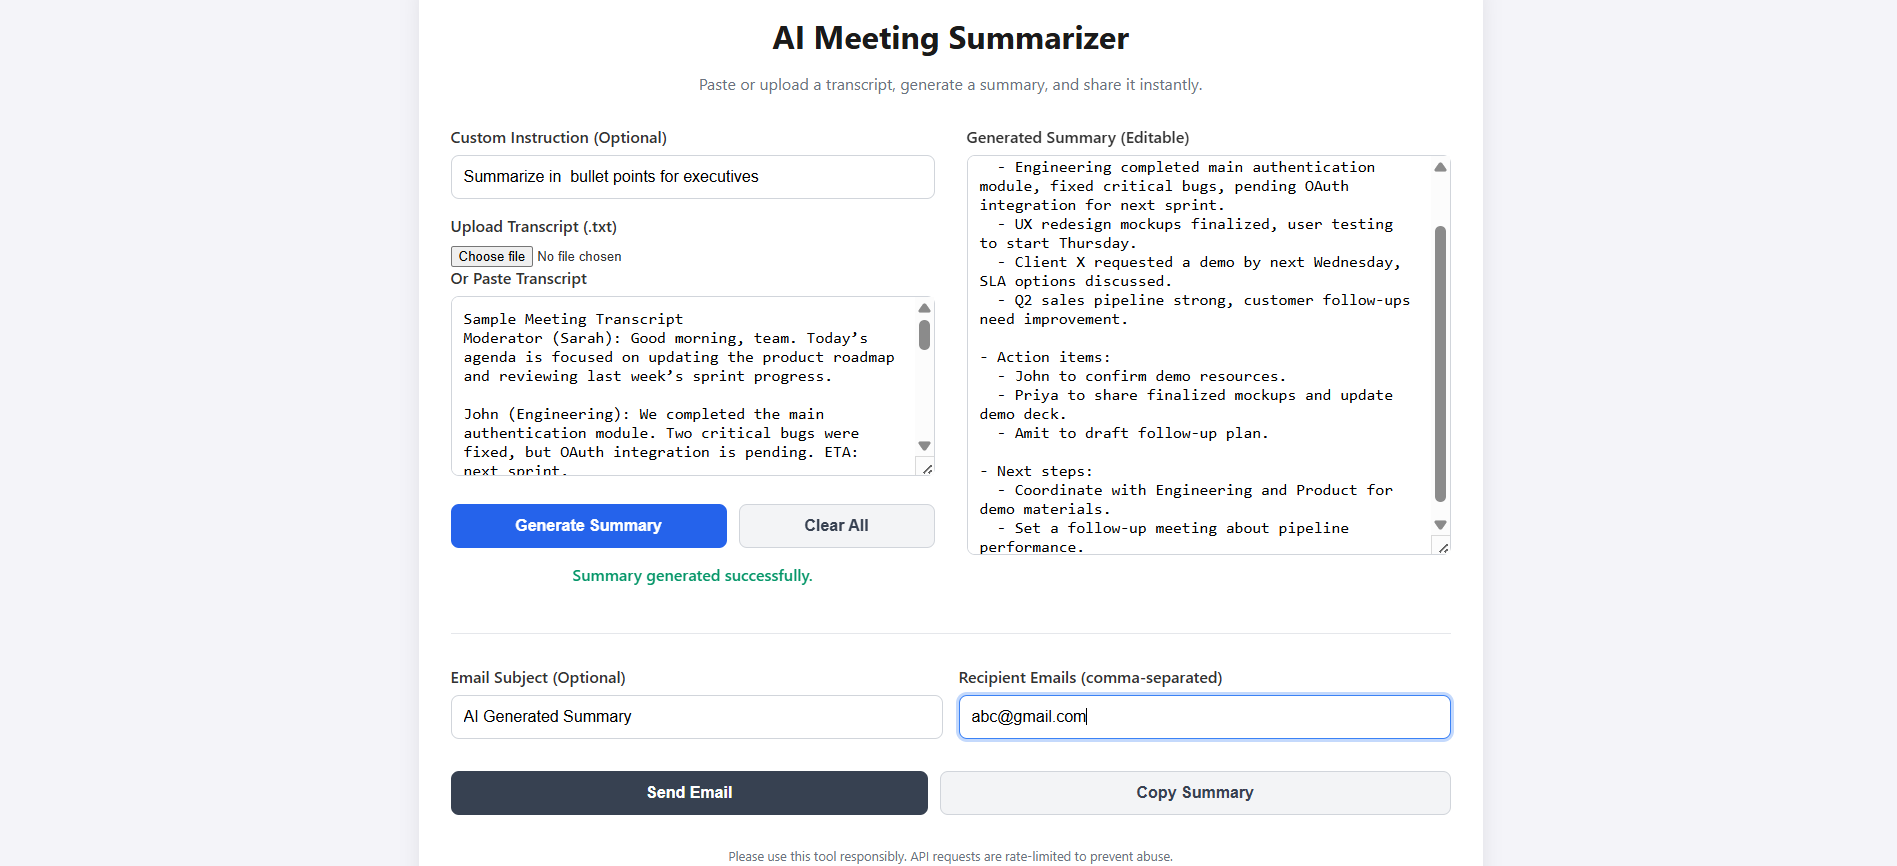 AI Meeting Summarizer
Paste or upload a transcript, generate a summary, and share it instantly.
Custom Instruction (Optional)
Summarize in  bullet points for executives
Upload Transcript (.txt)
Choose file No file chosen
Or Paste Transcript
Sample Meeting Transcript
Moderator (Sarah): Good morning, team. Today’s
agenda is focused on updating the product roadmap
and reviewing last week’s sprint progress.
John (Engineering): We completed the main
authentication module. Two critical bugs were
fixed, but OAuth integration is pending. ETA:
next sprint.
Generate Summary
Clear All
Summary generated successfully.
Generated Summary (Editable)
- Engineering completed main authentication
module, fixed critical bugs, pending OAuth
integration for next sprint.
- UX redesign mockups finalized, user testing
to start Thursday.
- Client X requested a demo by next Wednesday,
SLA options discussed.
- Q2 sales pipeline strong, customer follow-ups
need improvement.
- Action items:
- John to confirm demo resources.
- Priya to share finalized mockups and update
demo deck.
- Amit to draft follow-up plan.
- Next steps:
- Coordinate with Engineering and Product for
demo materials.
- Set a follow-up meeting about pipeline
performance.
Email Subject (Optional)
AI Generated Summary
Recipient Emails (comma-separated)
abc@gmail.com
Send Email
Copy Summary
Please use this tool responsibly. API requests are rate-limited to prevent abuse.